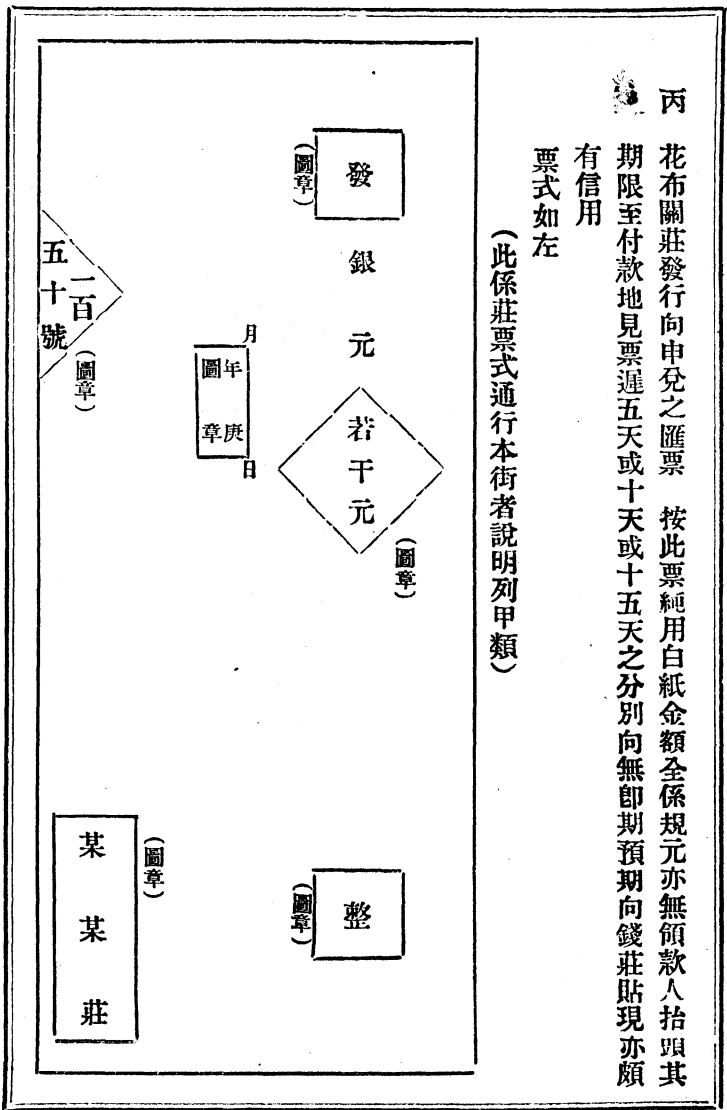 丙　花布關莊發行向申兌之匯票　按此票純用白紙金額全係規元亦無領款人抬頭其
期限至付款地見票遲五天或十天或十五天之分別向無卽期預期向錢莊貼現亦頗
有信用
票式如左
（此係莊票式通行本街者說明列甲類）
發銀元若干元整
（圖章）
（圖章）
（圖章）
月　日
年庚
圖章
（圖章）
某某莊
一百
五十號
（圖章）